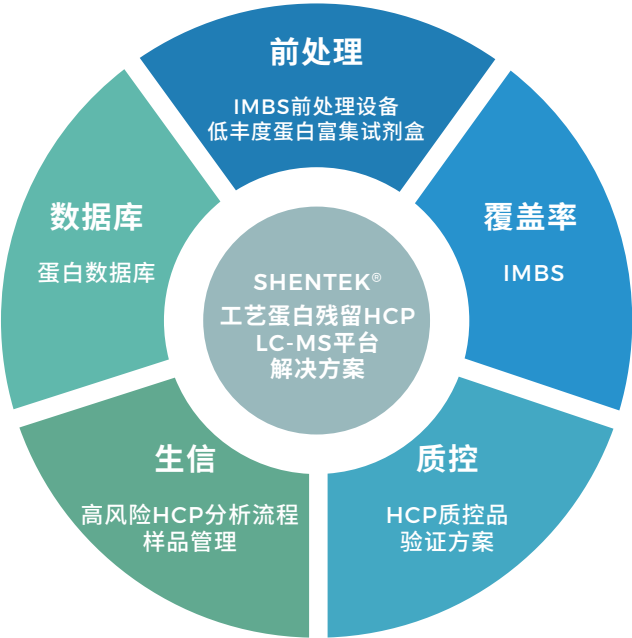 前处理
IMBS前处理设备
低丰度蛋白富集试剂盒
覆盖率
IMBS
质控
HCP质控品
验证方案
生信
高风险HCP分析流程
样品管理
数据库
蛋白数据库
SHENTEK®
工艺蛋白残留HCP
LC-MS平台
解决方案